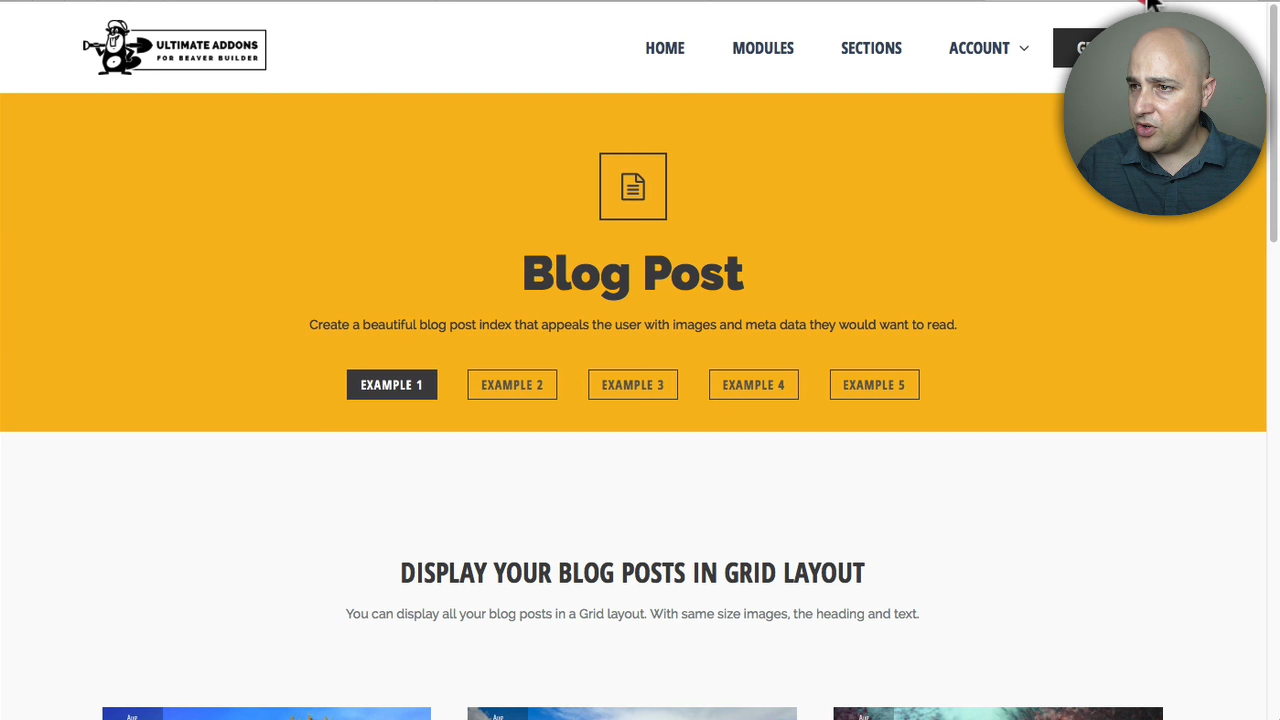 ULTIMATE ADDONS
FOR BEAVER BUILDER
HOME
MODULES
SECTIONS
ACCOUNT
Blog Post
Create a beautiful blog post index that appeals the user with images and meta data they would want to read.
EXAMPLE 1
EXAMPLE 2
EXAMPLE 3
EXAMPLE 4
EXAMPLE 5
DISPLAY YOUR BLOG POSTS IN GRID LAYOUT
You can display all your blog posts in a Grid layout. With same size images, the heading and text.
Aug
Aug
Aug